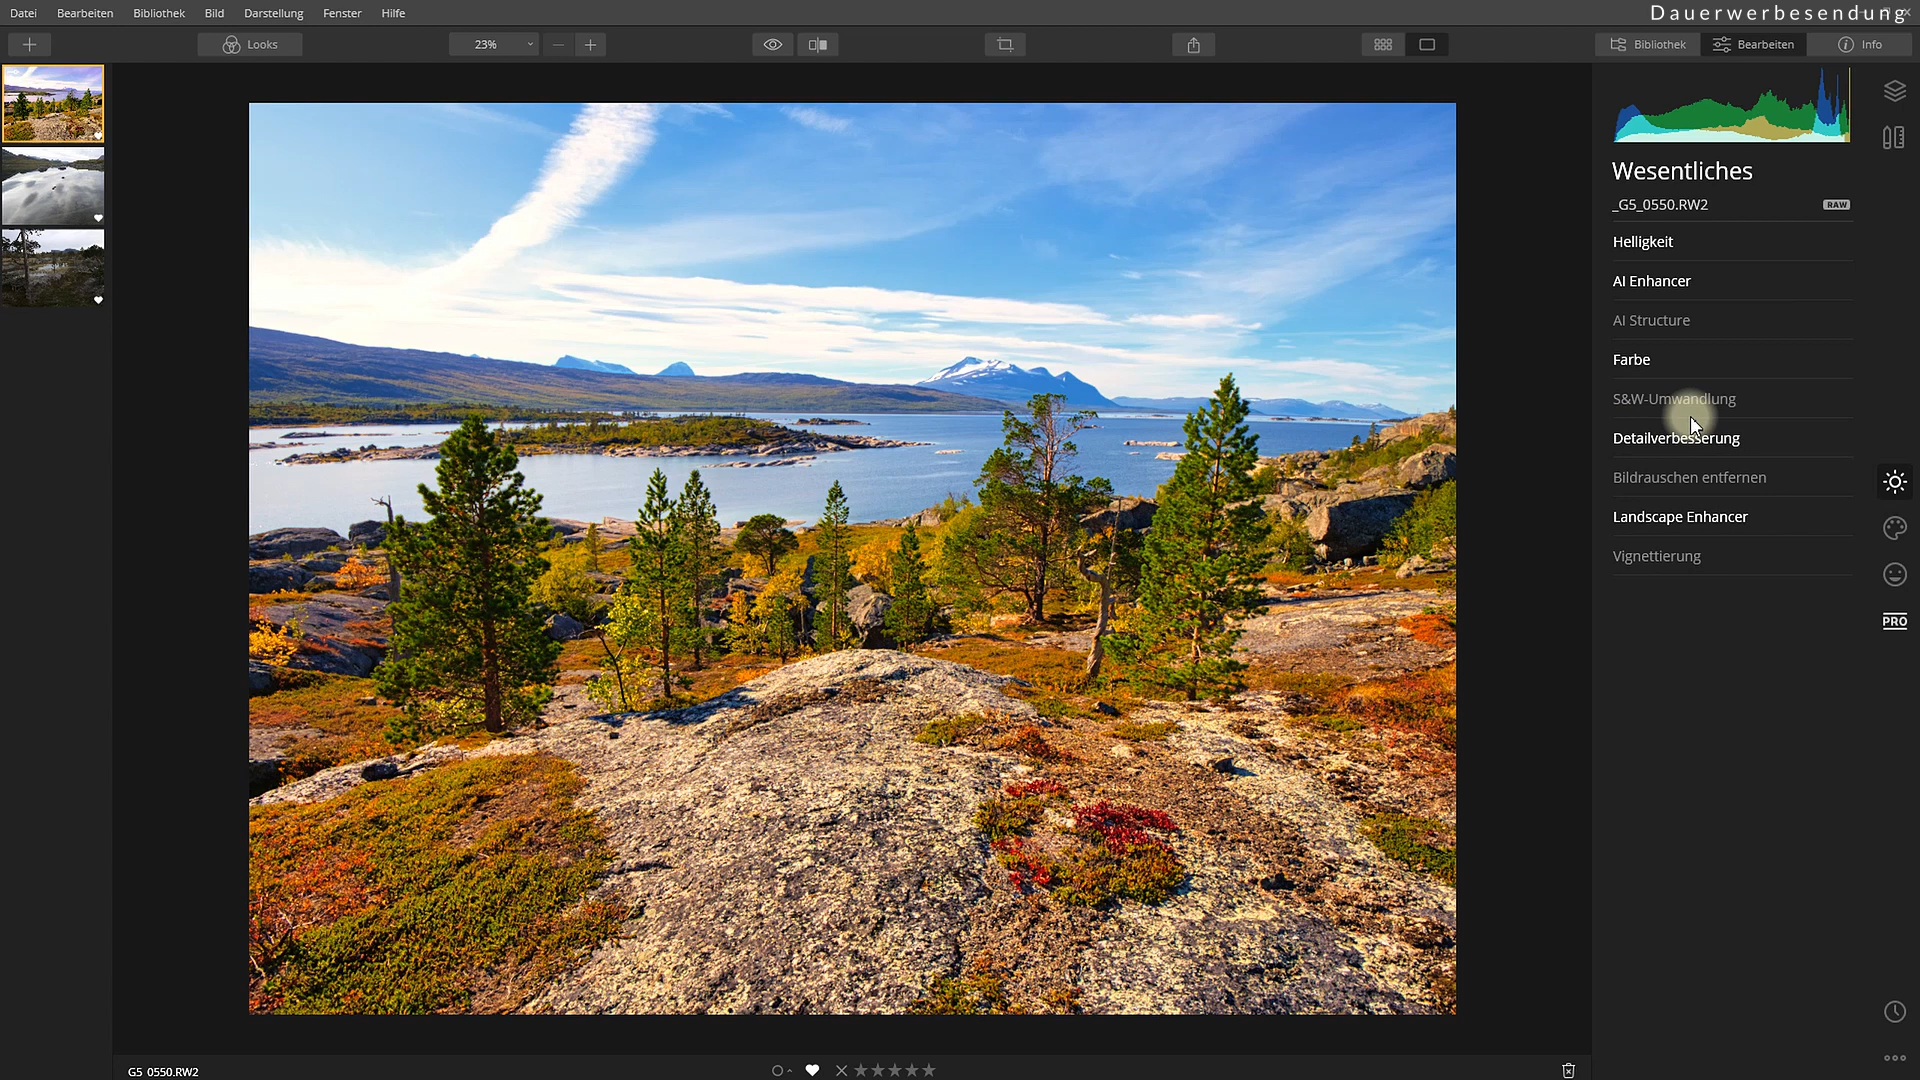 Datei Bearbeiten Bibliothek Bild Darstellung Fenster Hilfe
Dauerwerbesendung
Looks 23% Bibliothek Bearbeiten Info
Wesentliches
_G5_0550.RW2 RAW
Helligkeit
AI Enhancer
AI Structure
Farbe
S&W-Umwandlung
Detailverbesserung
Bildrauschen entfernen
Landscape Enhancer
Vignettierung
PRO
G5 0550.RW2